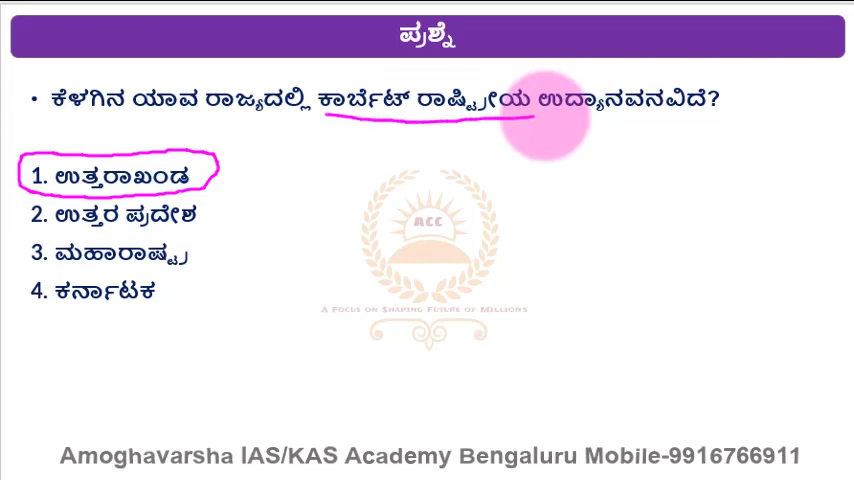 ಪ್ರಶ್ನೆ
• ಕೆಳಗಿನ ಯಾವ ರಾಜ್ಯದಲ್ಲಿ ಕಾರ್ಬೆಟ್ ರಾಷ್ಟ್ರೀಯ ಉದ್ಯಾನವನವಿದೆ?
1. ಉತ್ತರಾಖಂಡ
2. ಉತ್ತರ ಪ್ರದೇಶ
3. ಮಹಾರಾಷ್ಟ್ರ
4. ಕರ್ನಾಟಕ
ACC
A Focus on Shaping Future of Millions
Amoghavarsha IAS/KAS Academy Bengaluru Mobile-9916766911